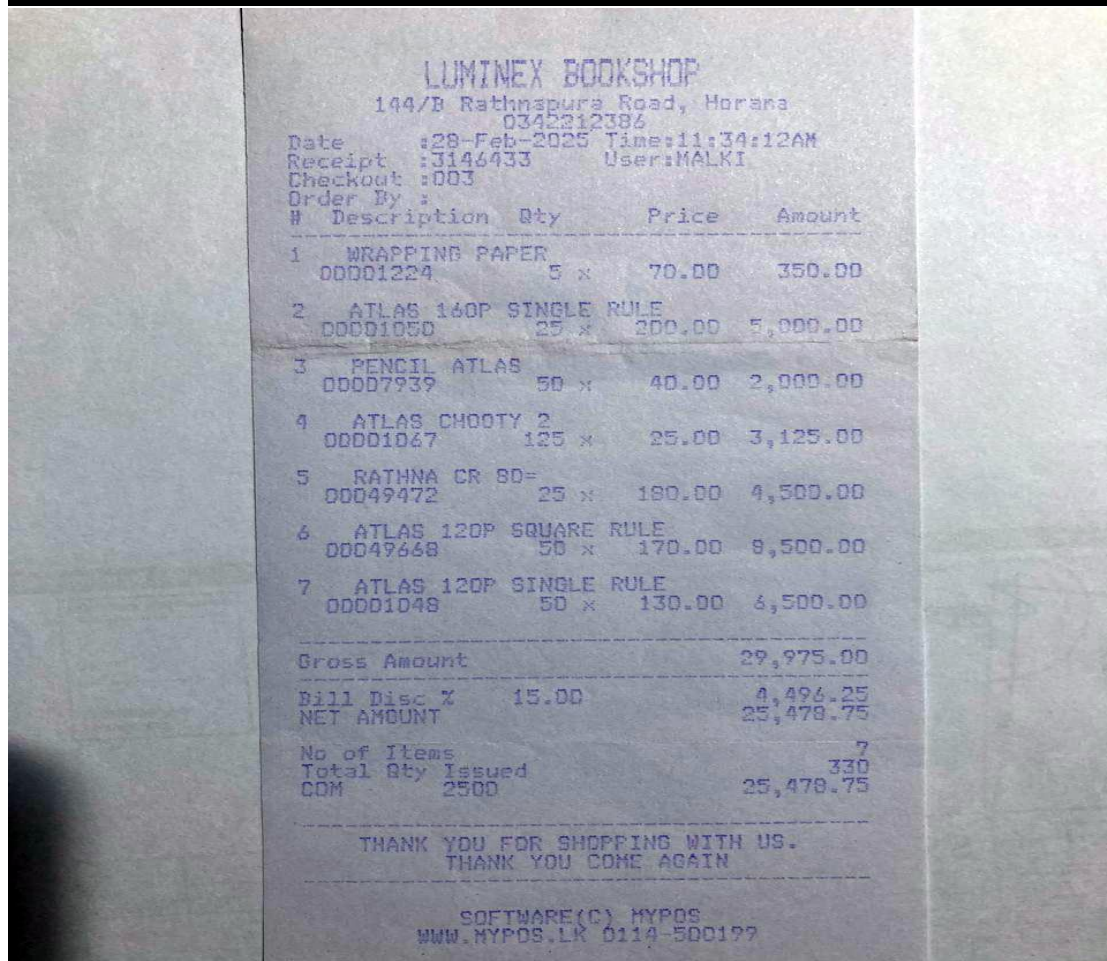 LUMINEX BOOKSHOP
144/B Rathnapura Road, Horana
0342212386
Date :28-Feb-2025 Time:11:34:12AM
Receipt :3146433 User:MALKI
Checkout :003
Order By :
# Description Qty Price Amount
1 WRAPPING PAPER
00001224 5 x 70.00 350.00
2 ATLAS 160P SINGLE RULE
00001050 25 x 200.00 5,000.00
3 PENCIL ATLAS
00007939 50 x 40.00 2,000.00
4 ATLAS CHOOTY 2
00001067 125 x 25.00 3,125.00
5 RATHNA CR 80=
00049472 25 x 180.00 4,500.00
6 ATLAS 120P SQUARE RULE
00049668 50 x 170.00 8,500.00
7 ATLAS 120P SINGLE RULE
00001048 50 x 130.00 6,500.00
Gross Amount 29,975.00
Bill Disc % 15.00 4,496.25
NET AMOUNT 25,478.75
No of Items 7
Total Qty Issued 330
COM 2500 25,478.75
THANK YOU FOR SHOPPING WITH US.
THANK YOU COME AGAIN
SOFTWARE(C) MYPOS
WWW.MYPOS.LK 0114-500199